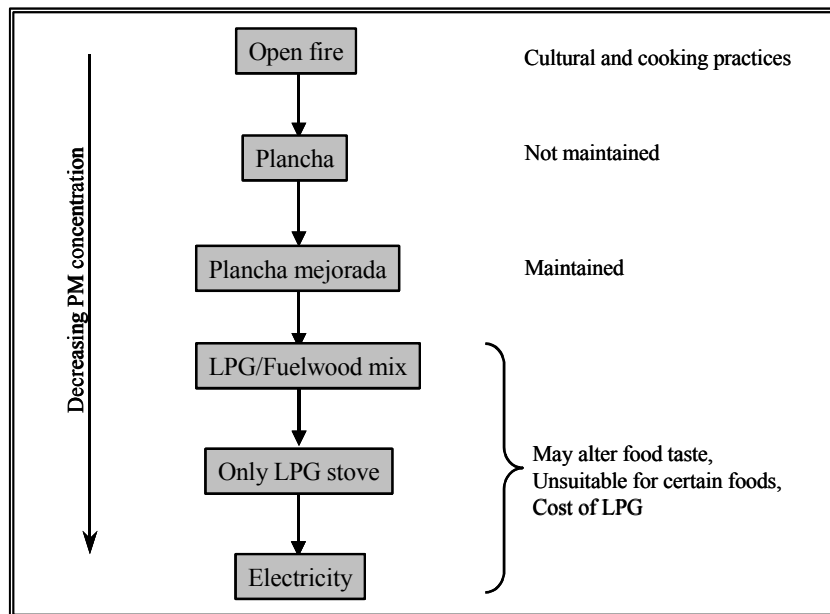 Open fire
Cultural and cooking practices
Plancha
Not maintained
Plancha mejorada
Maintained
Decreasing PM concentration
LPG/Fuelwood mix
Only LPG stove
May alter food taste,
Unsuitable for certain foods,
Cost of LPG
Electricity